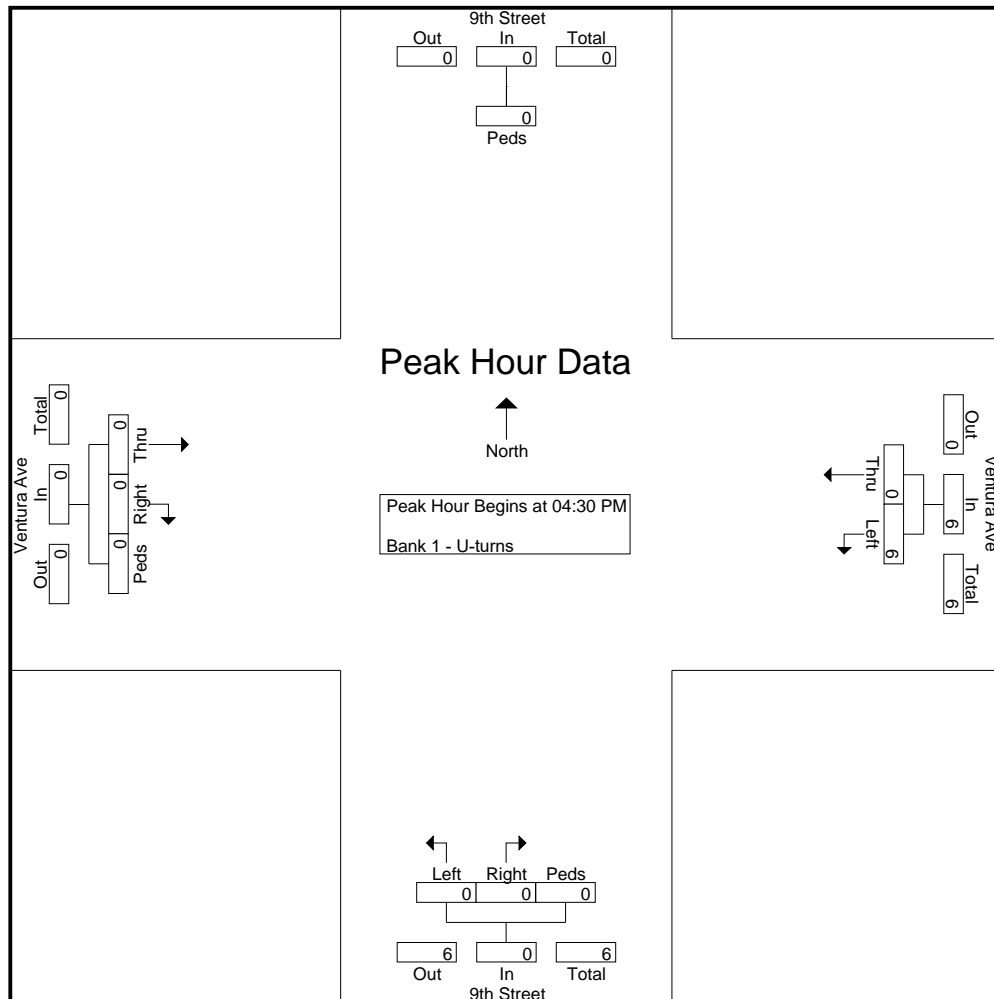 9th Street
Out In Total
0 0 0
0
Peds
Peak Hour Data
North
Peak Hour Begins at 04:30 PM
Bank 1 - U-turns
Ventura Ave
Total In Out
0 0 0
0 0 0
Thru Right Peds
Ventura Ave
Out In Total
0 6 6
Thru Left
0 6
Left Right Peds
0 0 0
6 0 6
Out In Total
9th Street